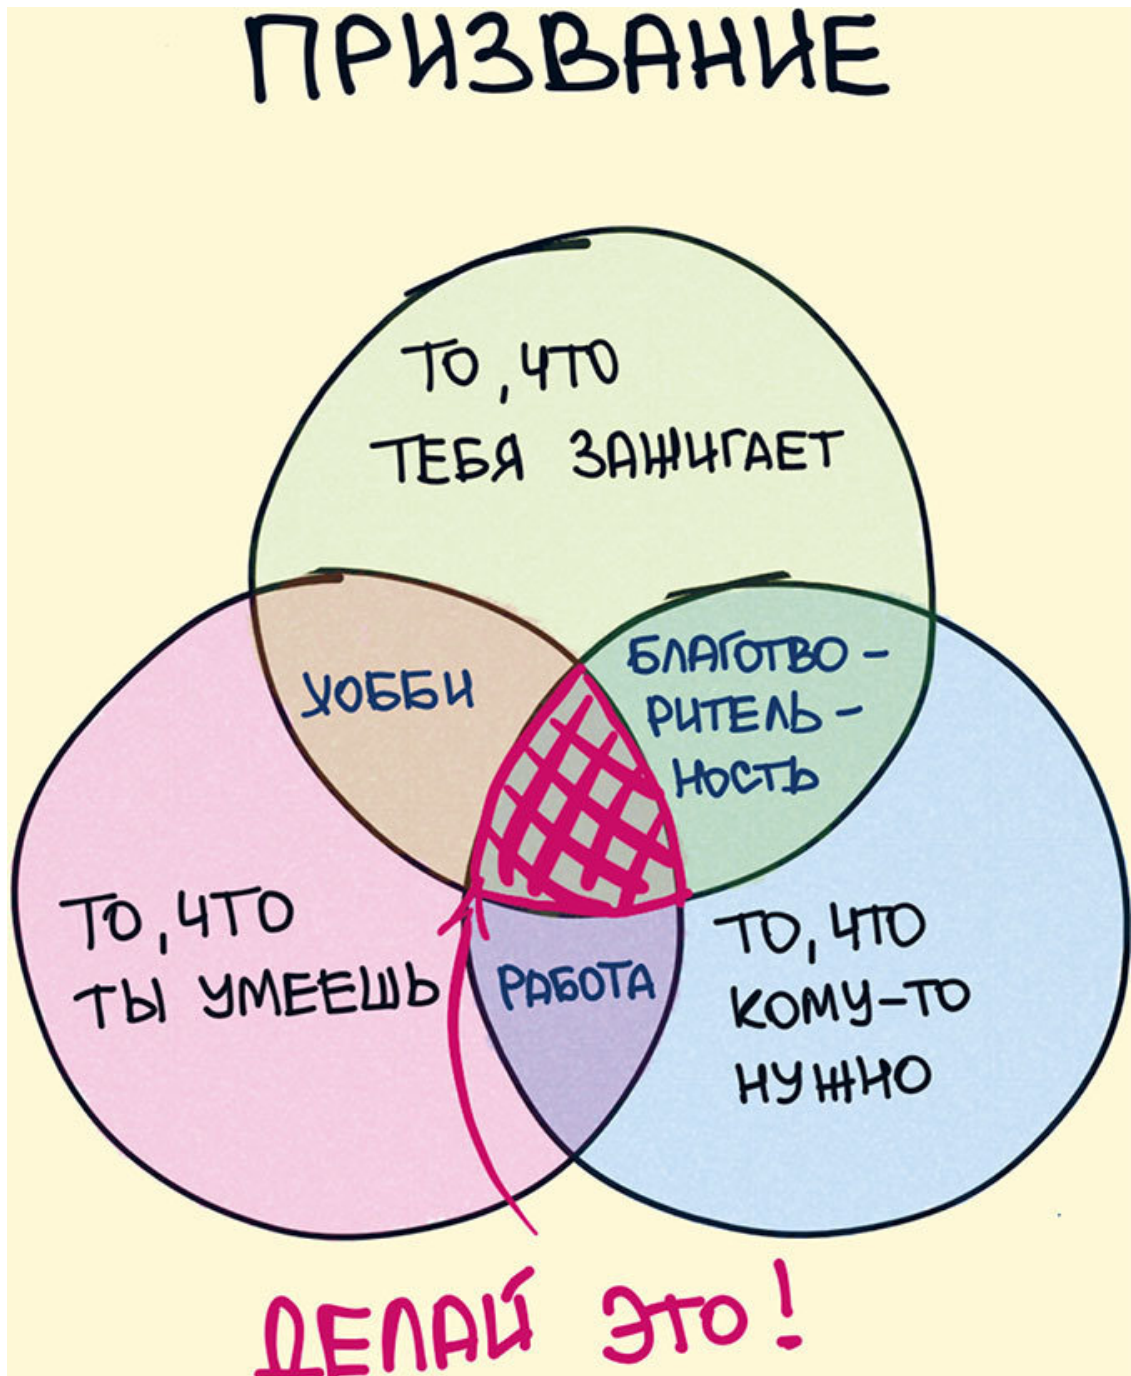 ПРИЗВАНИЕ
ТО, ЧТО
ТЕБЯ ЗАЖИГАЕТ
ХОББИ
БЛАГОТВО-
РИТЕЛЬ-
НОСТЬ
ТО, ЧТО
ТЫ УМЕЕШЬ
РАБОТА
ТО, ЧТО
КОМУ-ТО
НУЖНО
ДЕЛАЙ ЭТО!